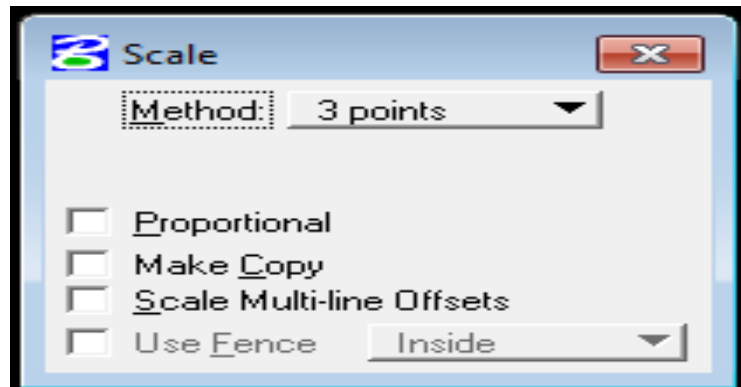 Scale
Method: 3 points
Proportional
Make Copy
Scale Multi-line Offsets
Use Fence Inside